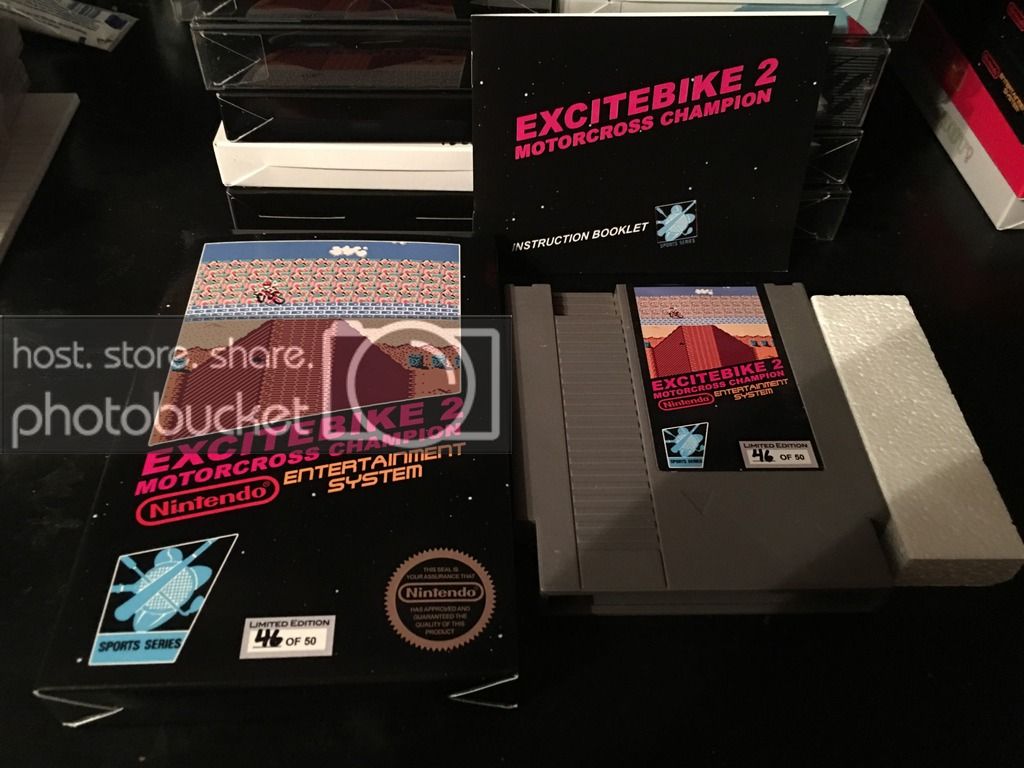 EXCITEBIKE 2
MOTORCROSS CHAMPION
INSTRUCTION BOOKLET
SPORTS SERIES
host. store. share.
photobucket
EXCITEBIKE 2
MOTORCROSS CHAMPION
Nintendo
ENTERTAINMENT
SYSTEM
SPORTS SERIES
LIMITED EDITION
46 OF 50
THIS SEAL IS
YOUR ASSURANCE THAT
Nintendo
HAS APPROVED AND
GUARANTEED THE
QUALITY OF THIS
PRODUCT
EXCITEBIKE 2
MOTORCROSS CHAMPION
Nintendo
ENTERTAINMENT
SYSTEM
SPORTS SERIES
LIMITED EDITION
46 OF 50